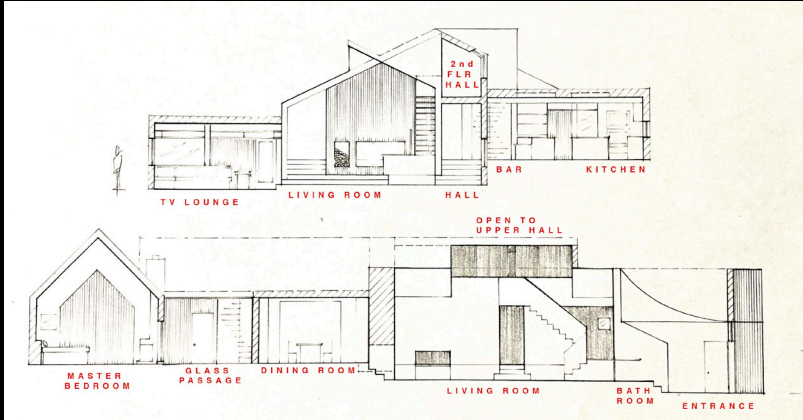 2nd
FLR
HALL
BAR
KITCHEN
LIVING ROOM
HALL
TV LOUNGE
OPEN TO
UPPER HALL
MASTER
BEDROOM
GLASS
PASSAGE
DINING ROOM
LIVING ROOM
BATH
ROOM
ENTRANCE